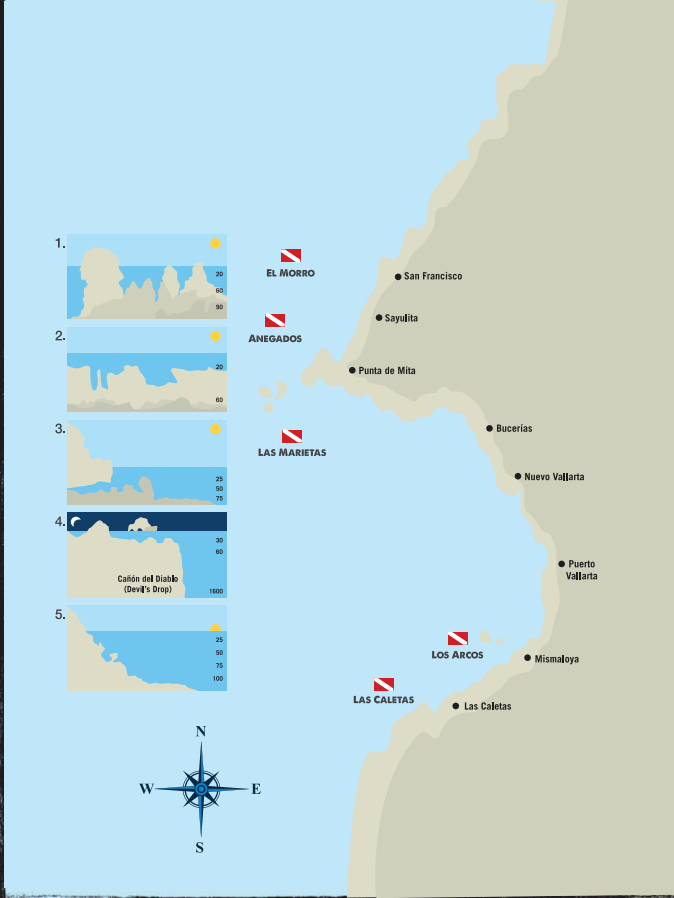 1.
20
60
90
2.
20
60
3.
25
50
75
4.
30
60
Cañón del Diablo
(Devil's Drop)
1600
5.
25
50
75
100
EL MORRO
ANEGADOS
LAS MARIETAS
LOS ARCOS
LAS CALETAS
San Francisco
Sayulita
Punta de Mita
Bucerías
Nuevo Vallarta
Puerto
Vallarta
Mismaloya
Las Caletas
N
W E
S